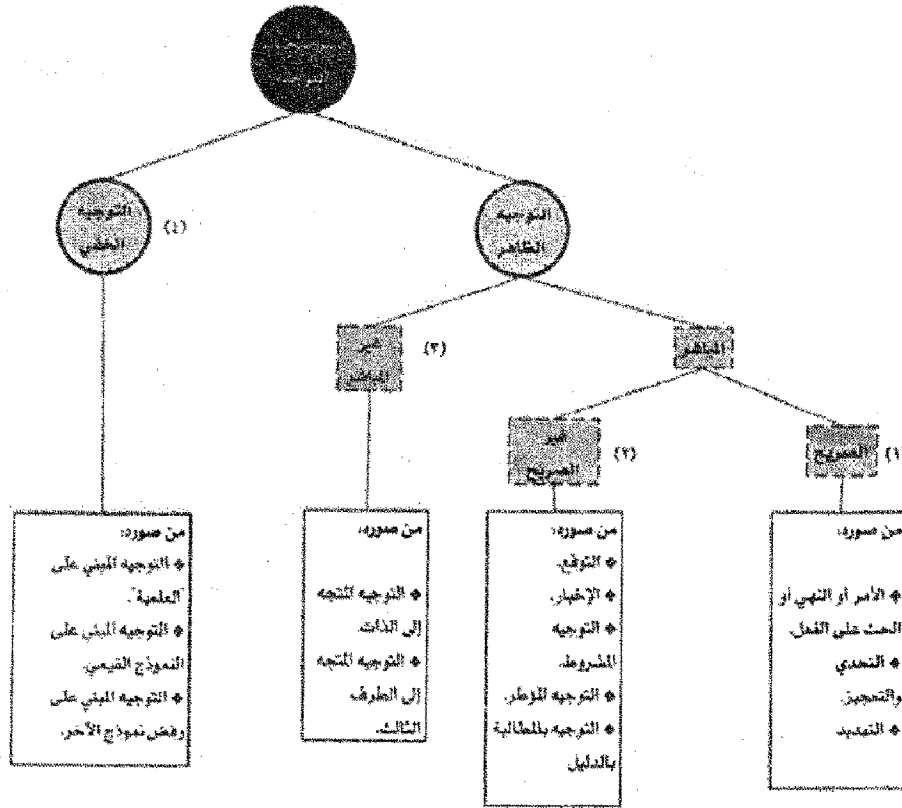 التوجيه
الظاهر
التوجيه
الخفي
(٤)
المباشر
غير
المباشر
(٣)
الصريح
(١)
غير
الصريح
(٢)
من صوره:
❖ الأمر أو النهي أو
الحث على الفعل.
❖ التحدي
والتعجيز.
❖ التهديد
من صوره:
❖ التوقع.
❖ الإخبار.
❖ التوجيه
المشروط.
❖ التوجيه المؤطر.
❖ التوجيه بالمطالبة
بالدليل
من صوره:
❖ التوجيه المتجه
إلى الذات.
❖ التوجيه المتجه
إلى الطرف
الثالث.
من صوره:
❖ التوجيه المبني على
"العلمية".
❖ التوجيه المبني على
النموذج القيمي.
❖ التوجيه المبني على
رفض نموذج الآخر.